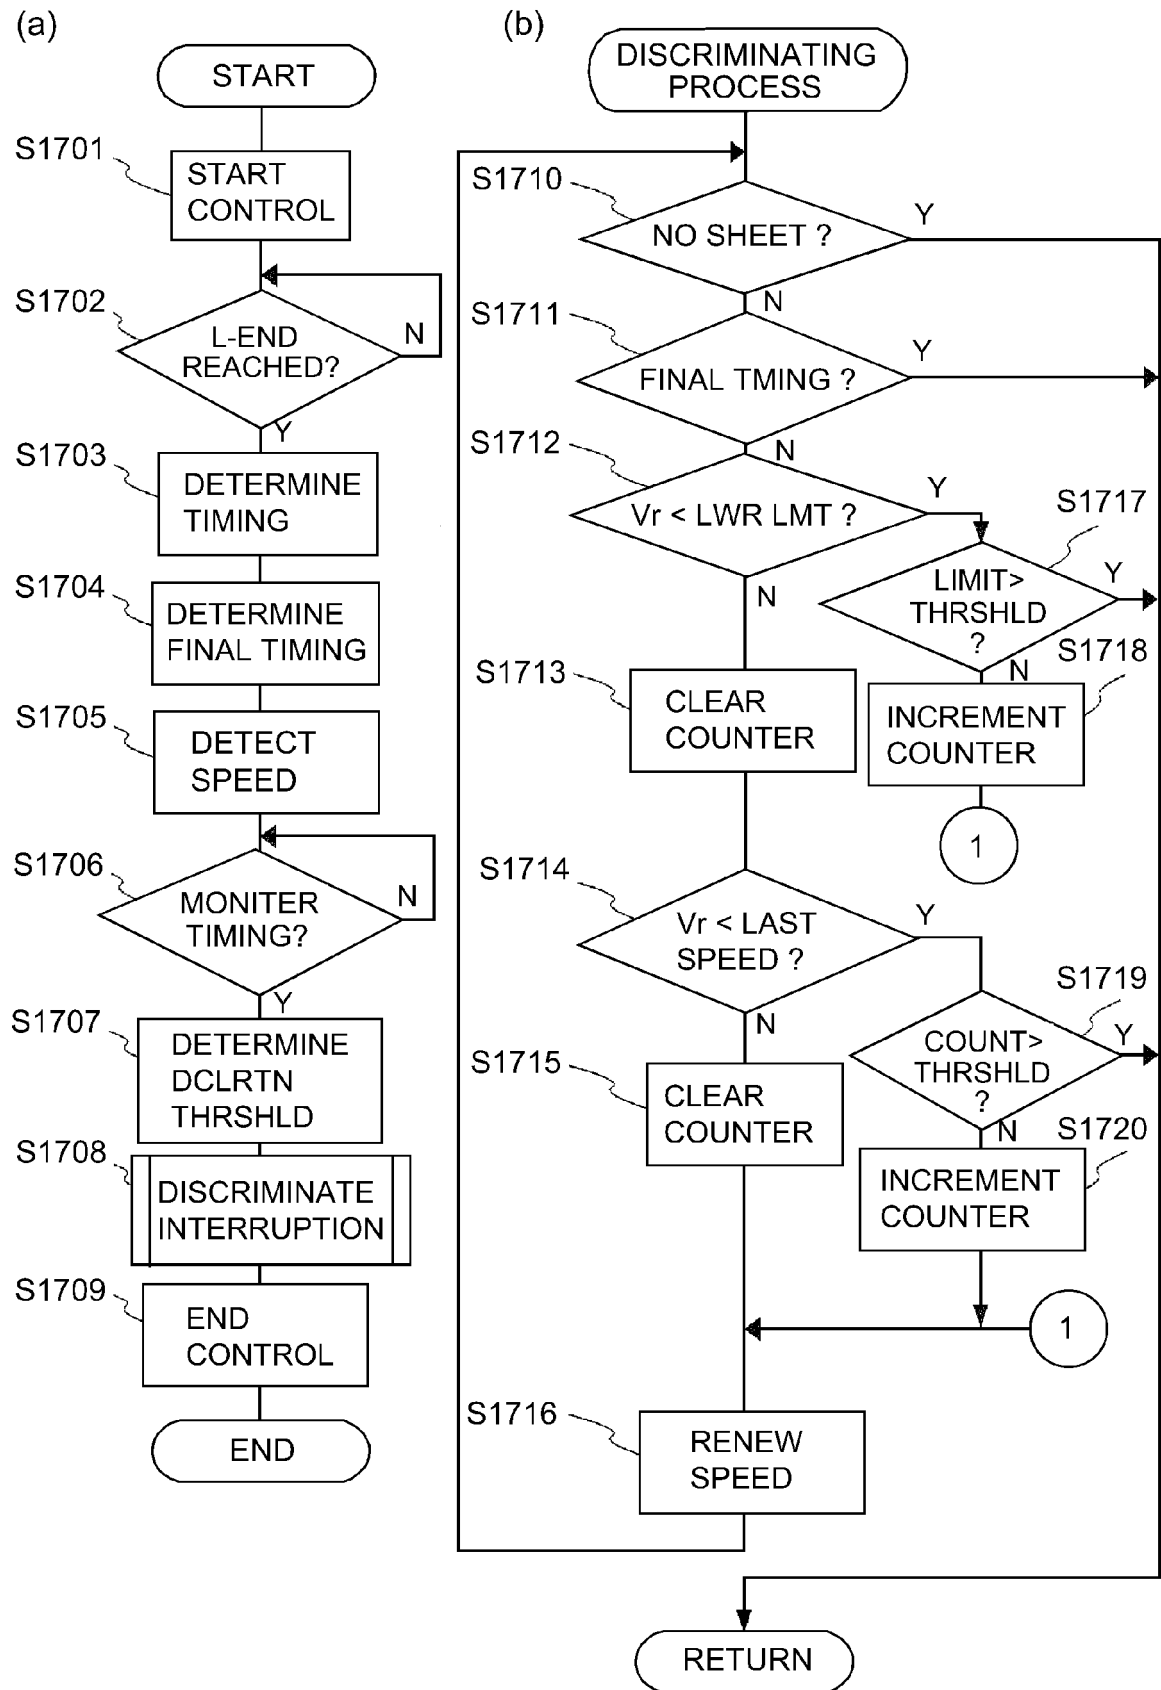 (a)
START
S1701
START
CONTROL
S1702
L-END
REACHED?
N
Y
S1703
DETERMINE
TIMING
S1704
DETERMINE
FINAL TIMING
S1705
DETECT
SPEED
S1706
MONITER
TIMING?
N
Y
S1707
DETERMINE
DCLRTN
THRSHLD
S1708
DISCRIMINATE
INTERRUPTION
S1709
END
CONTROL
END
(b)
DISCRIMINATING
PROCESS
S1710
NO SHEET ?
Y
N
S1711
FINAL TMING ?
Y
N
S1712
Vr < LWR LMT ?
Y
N
S1717
LIMIT>
THRSHLD
?
Y
N
S1718
INCREMENT
COUNTER
1
S1713
CLEAR
COUNTER
S1714
Vr < LAST
SPEED ?
Y
N
S1719
COUNT>
THRSHLD
?
Y
N
S1720
INCREMENT
COUNTER
S1715
CLEAR
COUNTER
1
S1716
RENEW
SPEED
RETURN